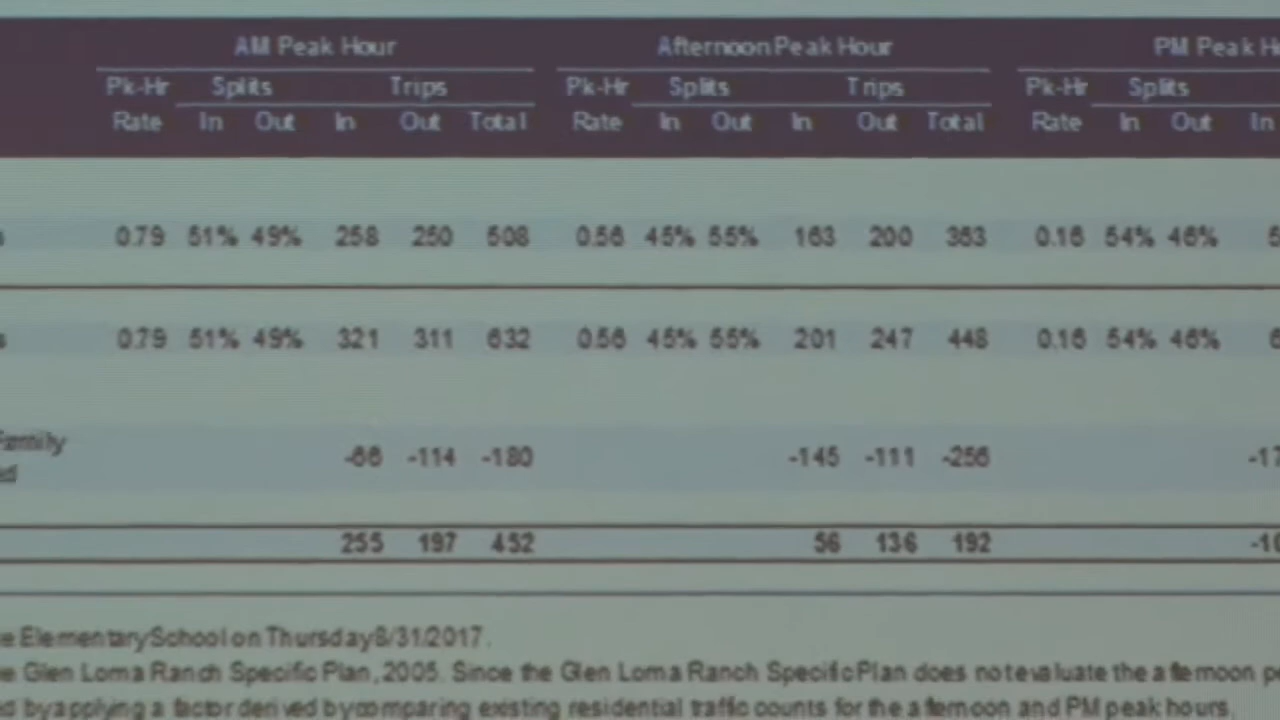 AM Peak Hour Afternoon Peak Hour PM Peak
Pk-Hr Splits Trips Pk-Hr Splits Trips Pk-Hr Splits
Rate In Out In Out Total Rate In Out In Out Total Rate In Out In
0.79 51% 49% 258 250 508 0.56 45% 55% 163 200 363 0.16 54% 46%
0.79 51% 49% 321 311 632 0.56 45% 55% 201 247 448 0.16 54% 46%
Family
-66 -114 -180 -145 -111 -256 -17
255 197 452 56 136 192 -10
Elementary School on Thursday 8/31/2017.
Glen Loma Ranch Specific Plan, 2005. Since the Glen Loma Ranch Specific Plan does not evaluate the afternoon
by applying a factor derived by comparing existing residential traffic counts for the afternoon and PM peak hours.